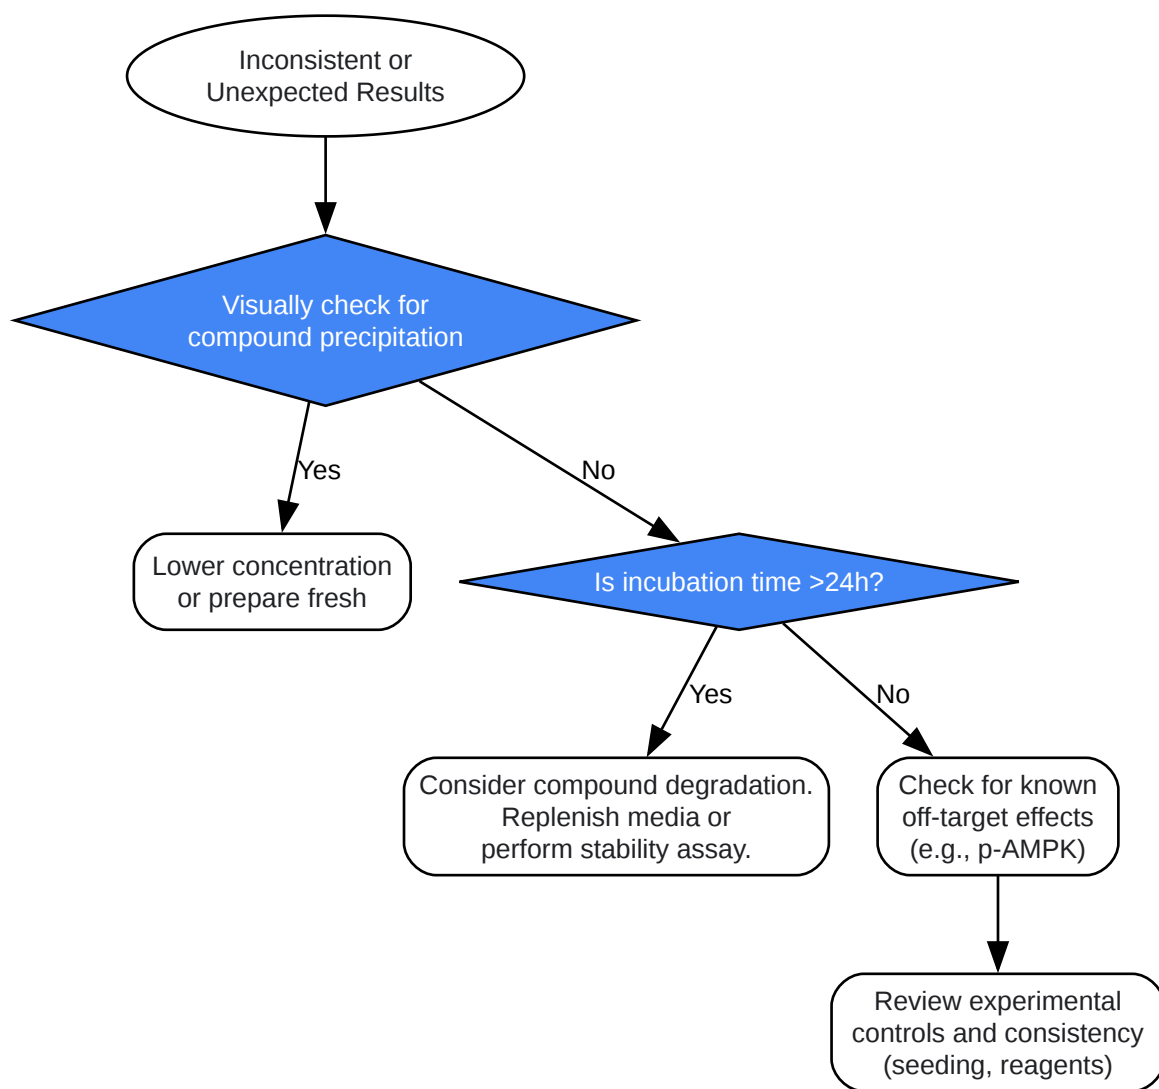 Inconsistent or
Unexpected Results
Visually check for
compound precipitation
Yes
No
Lower concentration
or prepare fresh
Is incubation time >24h?
Yes
No
Consider compound degradation.
Replenish media or
perform stability assay.
Check for known
off-target effects
(e.g., p-AMPK)
Review experimental
controls and consistency
(seeding, reagents)